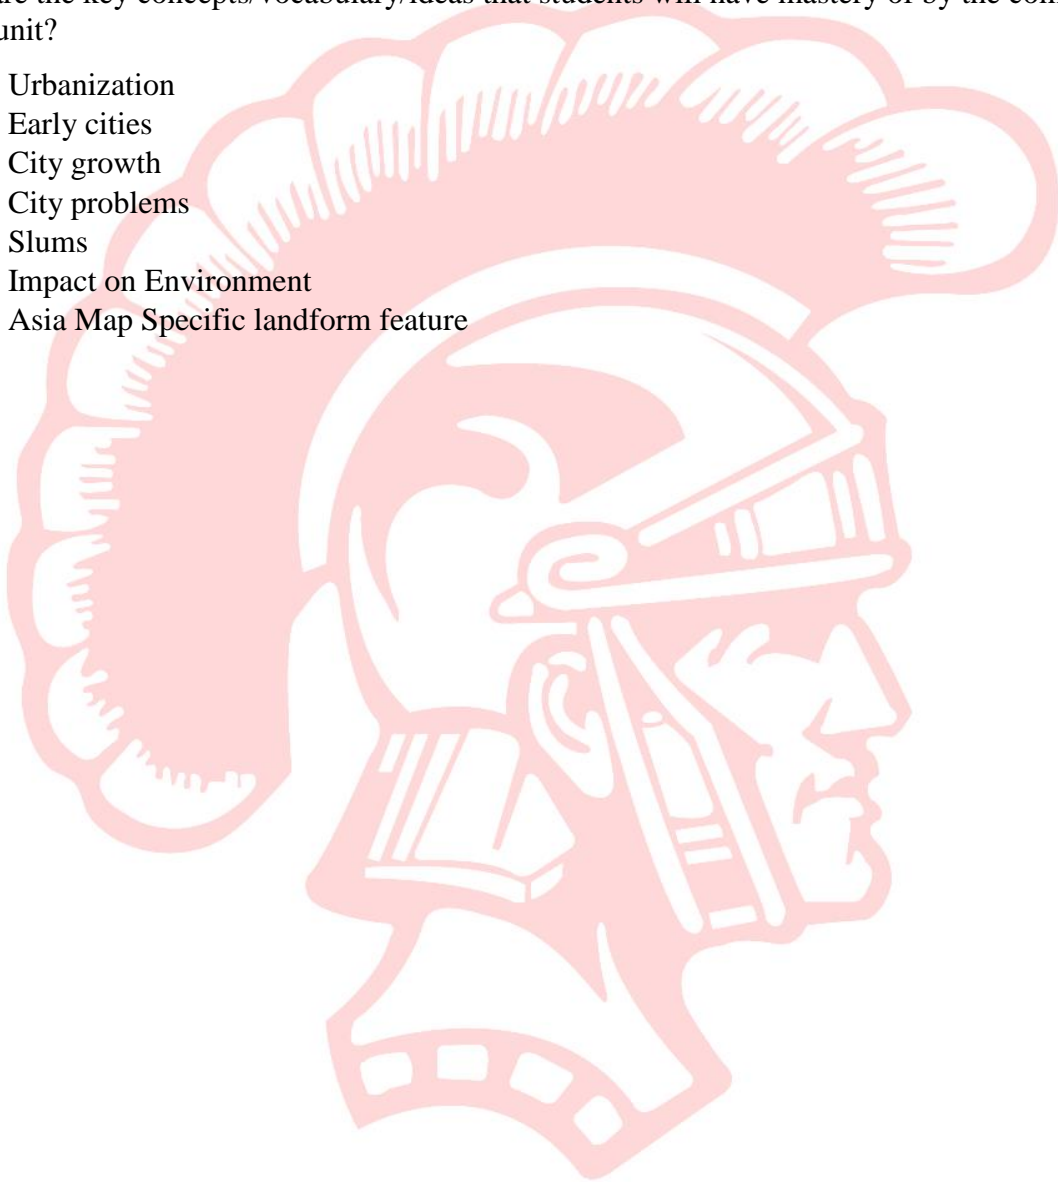 are the key concepts/vocabulary/ideas that students will have mastery of by the
unit?
Urbanization
Early cities
City growth
City problems
Slums
Impact on Environment
Asia Map Specific landform feature